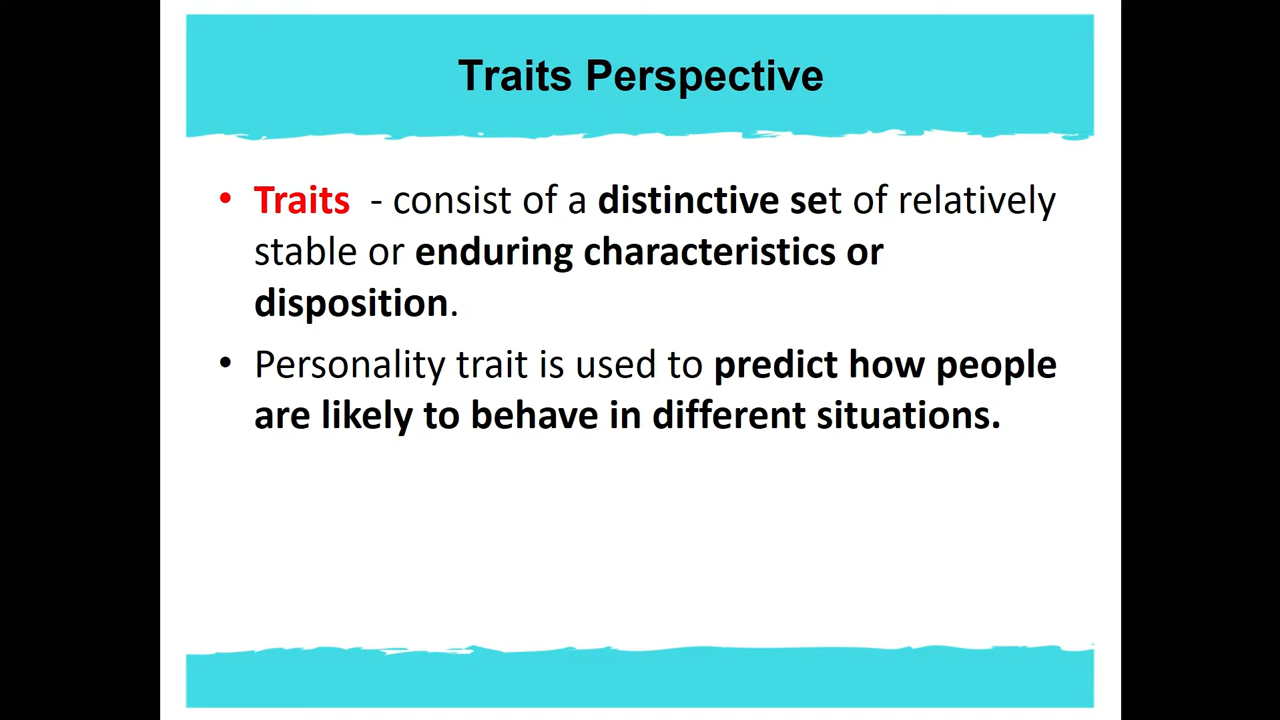 Traits Perspective
• Traits - consist of a distinctive set of relatively
stable or enduring characteristics or
disposition.
• Personality trait is used to predict how people
are likely to behave in different situations.